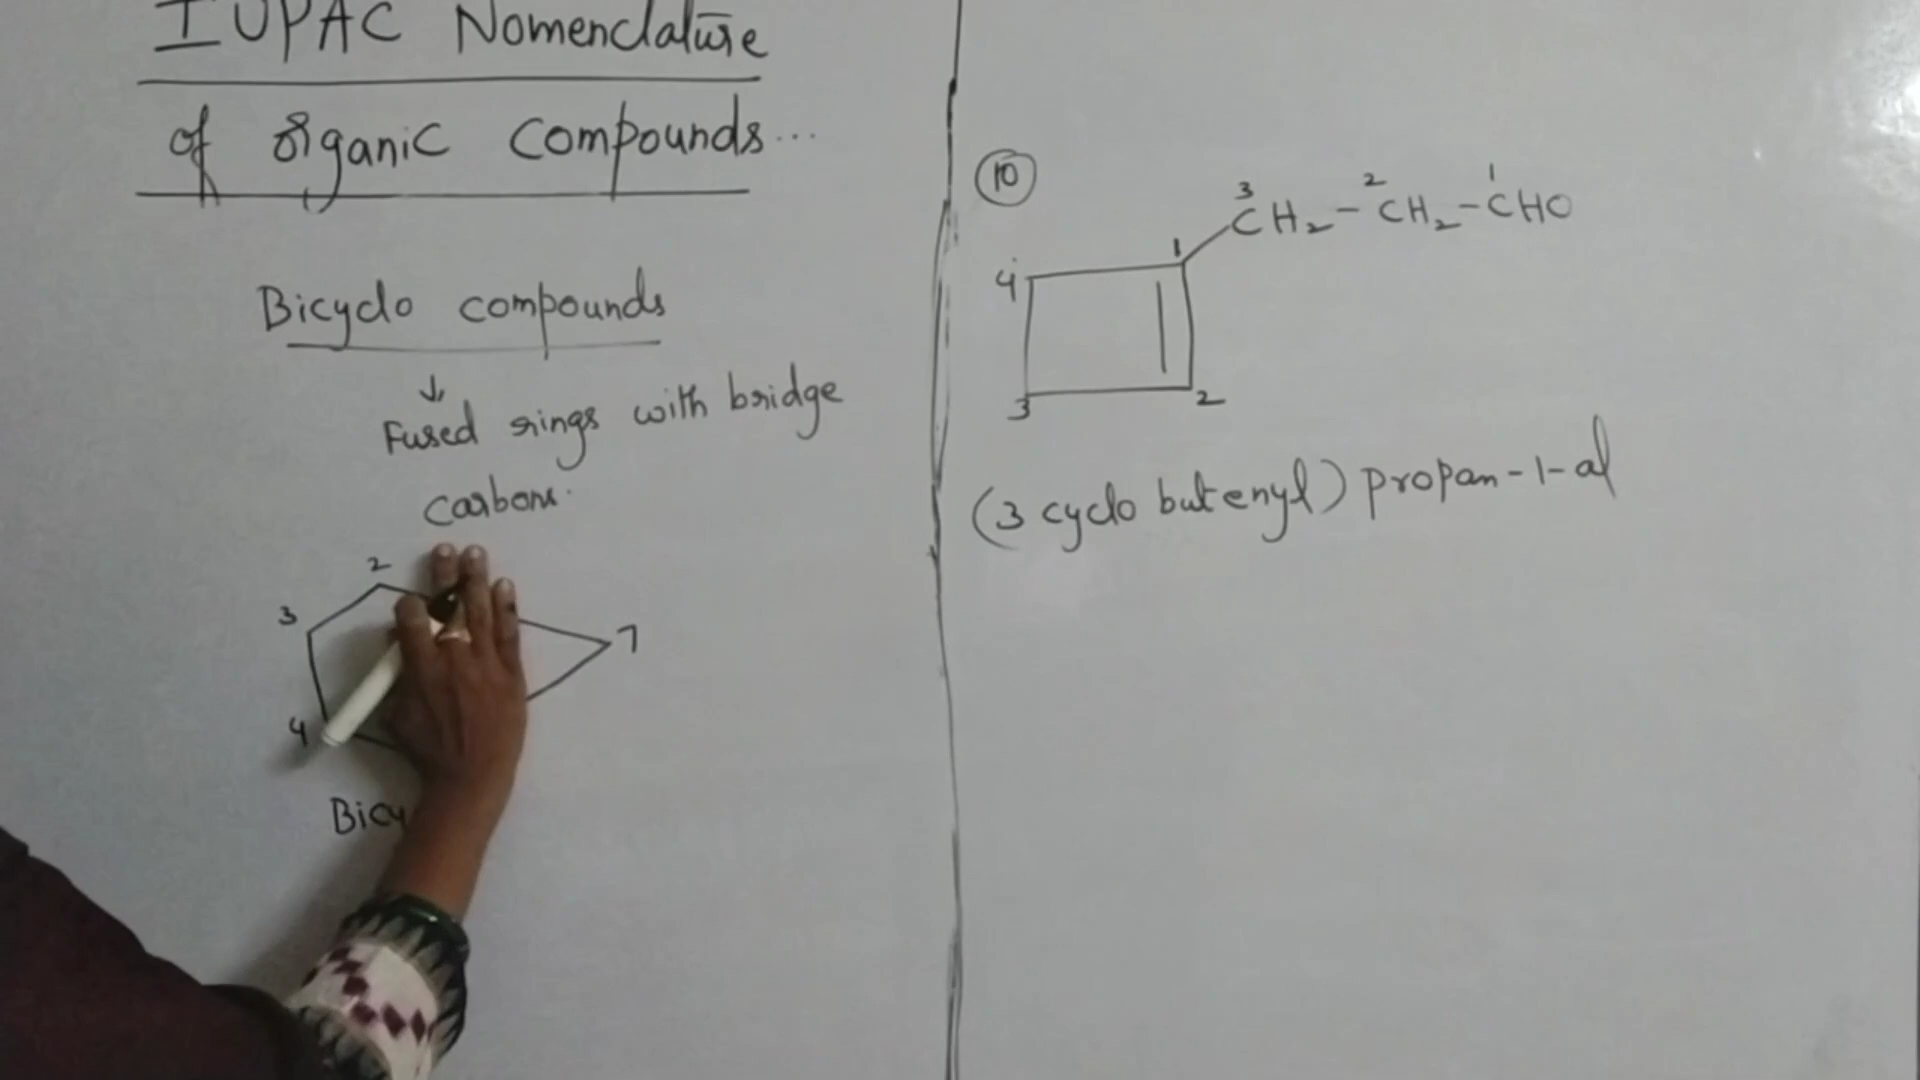 IUPAC Nomenclature
of organic compounds...
Bicyclo compounds
↓
Fused rings with bridge
carbons.
2
3
7
4
10
3 2 1
CH₂-CH₂-CHO
1
4
3
2
(3 cyclo butenyl) propan-1-al